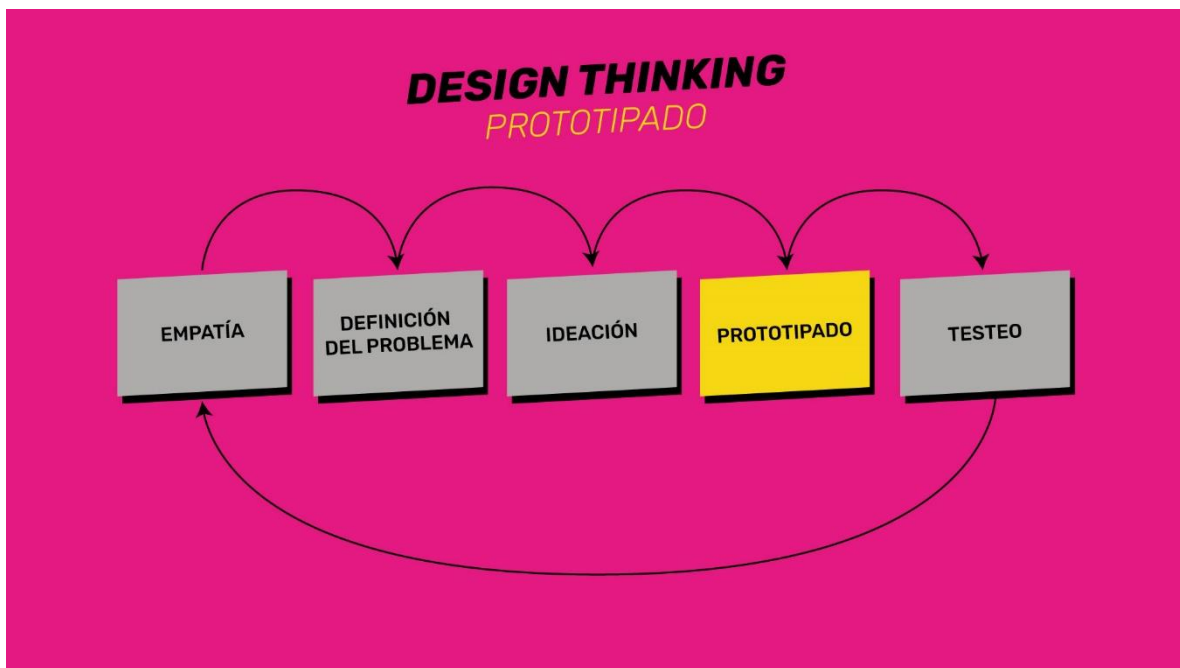 DESIGN THINKING
PROTOTIPADO
EMPATÍA
DEFINICIÓN
DEL PROBLEMA
IDEACIÓN
PROTOTIPADO
TESTEO